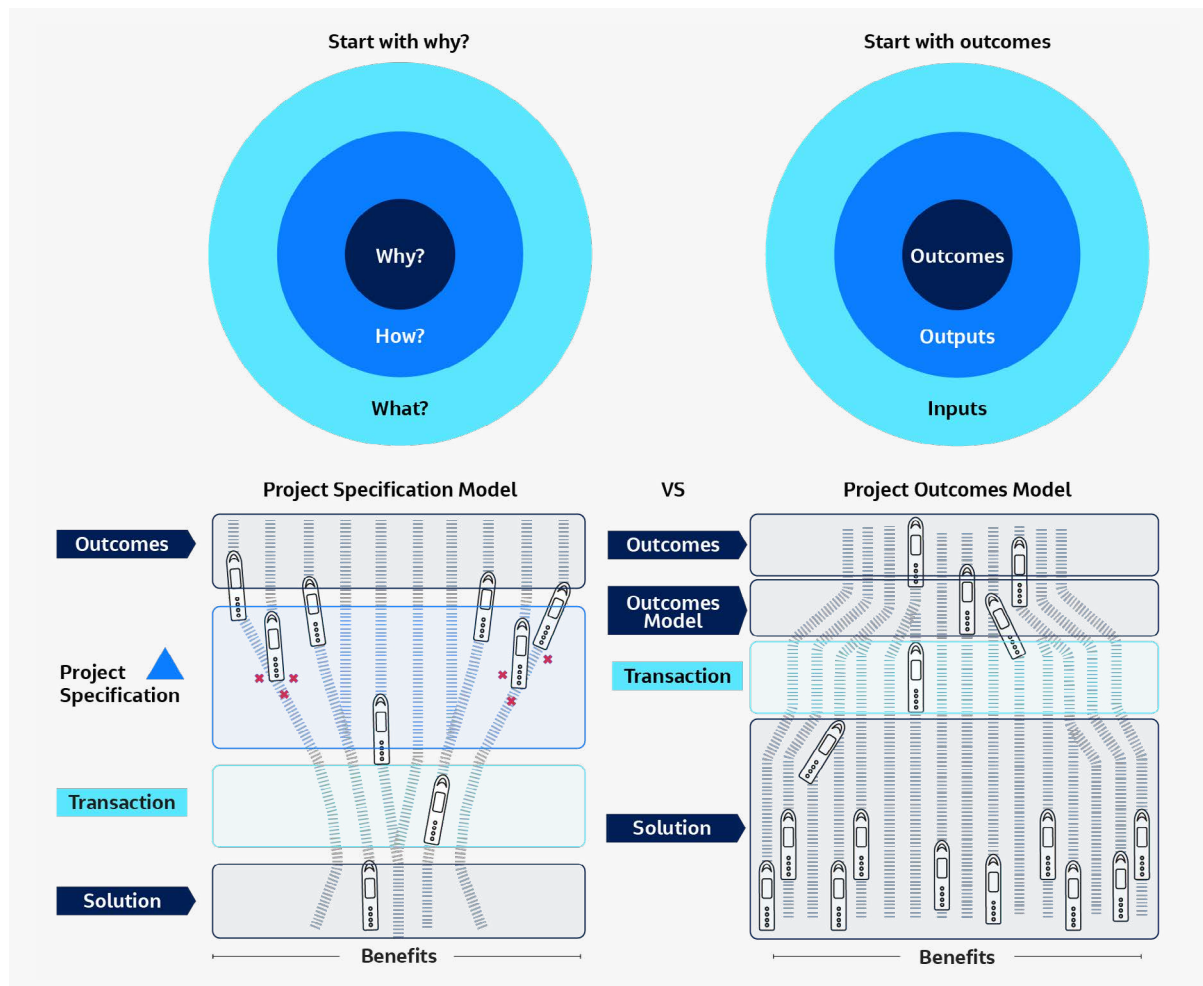 Start with why?
Start with outcomes
Why?
How?
What?
Outcomes
Outputs
Inputs
Project Specification Model
VS
Project Outcomes Model
Outcomes
Project
Specification
Transaction
Solution
Benefits
Outcomes
Outcomes
Model
Transaction
Solution
Benefits